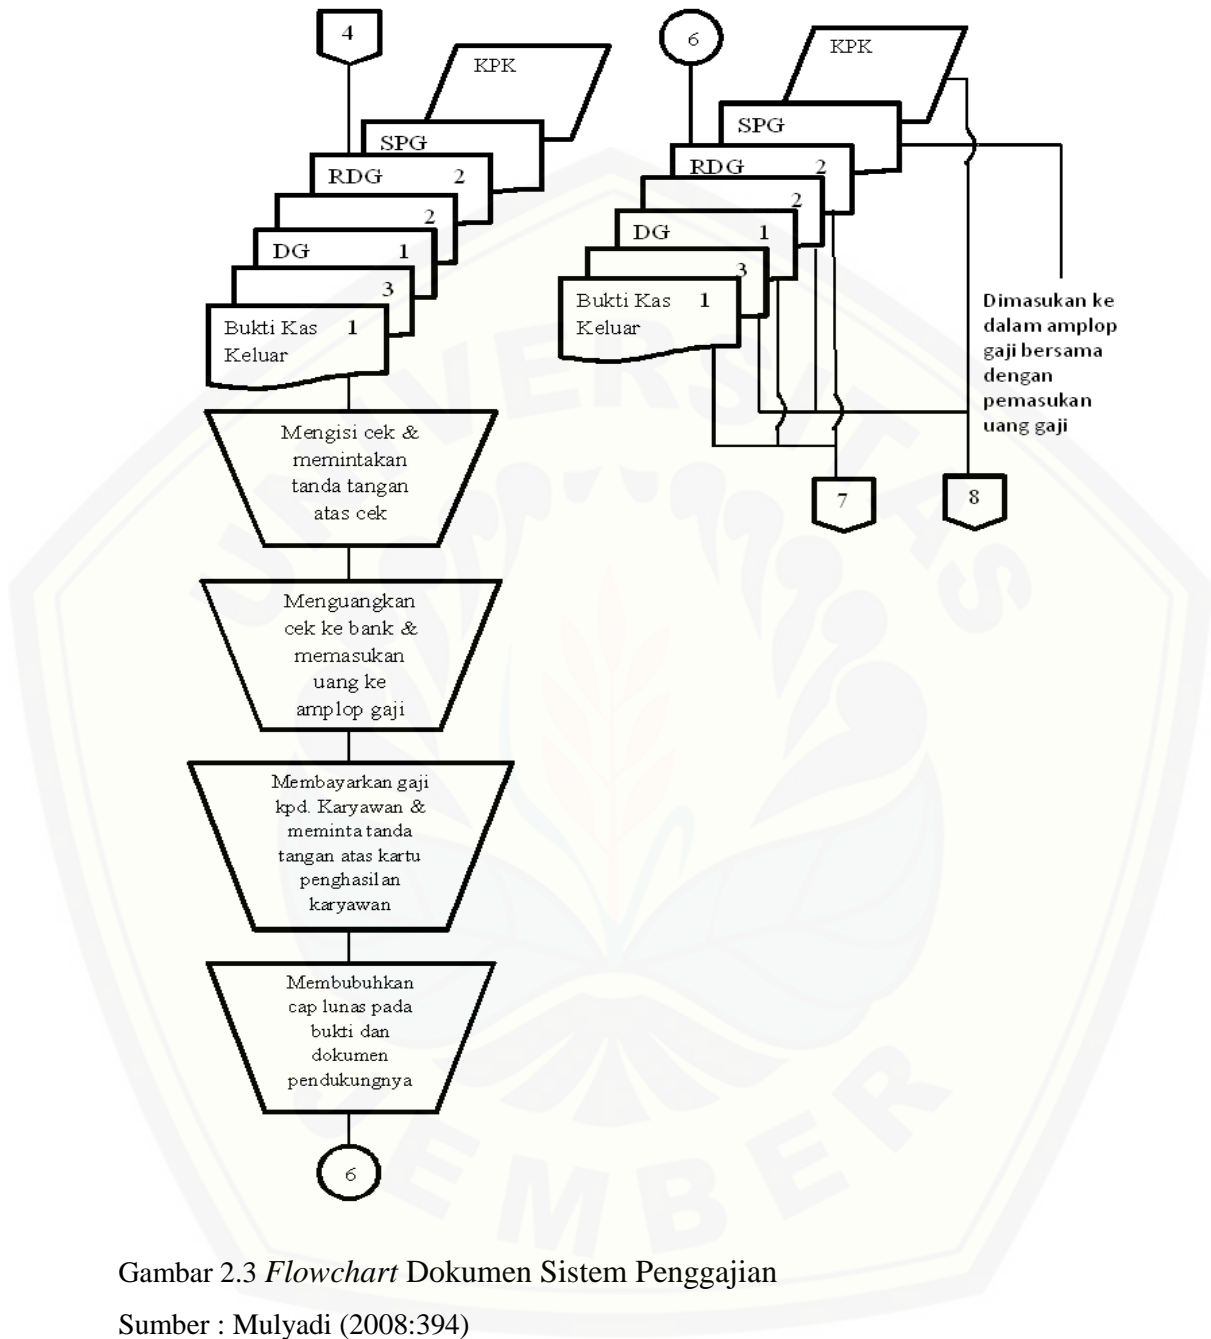 4
KPK
SPG
RDG 2
2
DG 1
3
Bukti Kas 1
Keluar
Mengisi cek &
memintakan
tanda tangan
atas cek
Menguangkan
cek ke bank &
memasukan
uang ke
amplop gaji
Membayarkan gaji
kpd. Karyawan &
meminta tanda
tangan atas kartu
penghasilan
karyawan
Membubuhkan
cap lunas pada
bukti dan
dokumen
pendukungnya
6
6
KPK
SPG
RDG 2
2
DG 1
3
Bukti Kas 1
Keluar
Dimasukan ke
dalam amplop
gaji bersama
dengan
pemasukan
uang gaji
7
8
UNIVERSITAS
JEMBER
Gambar 2.3 Flowchart Dokumen Sistem Penggajian
Sumber : Mulyadi (2008:394)